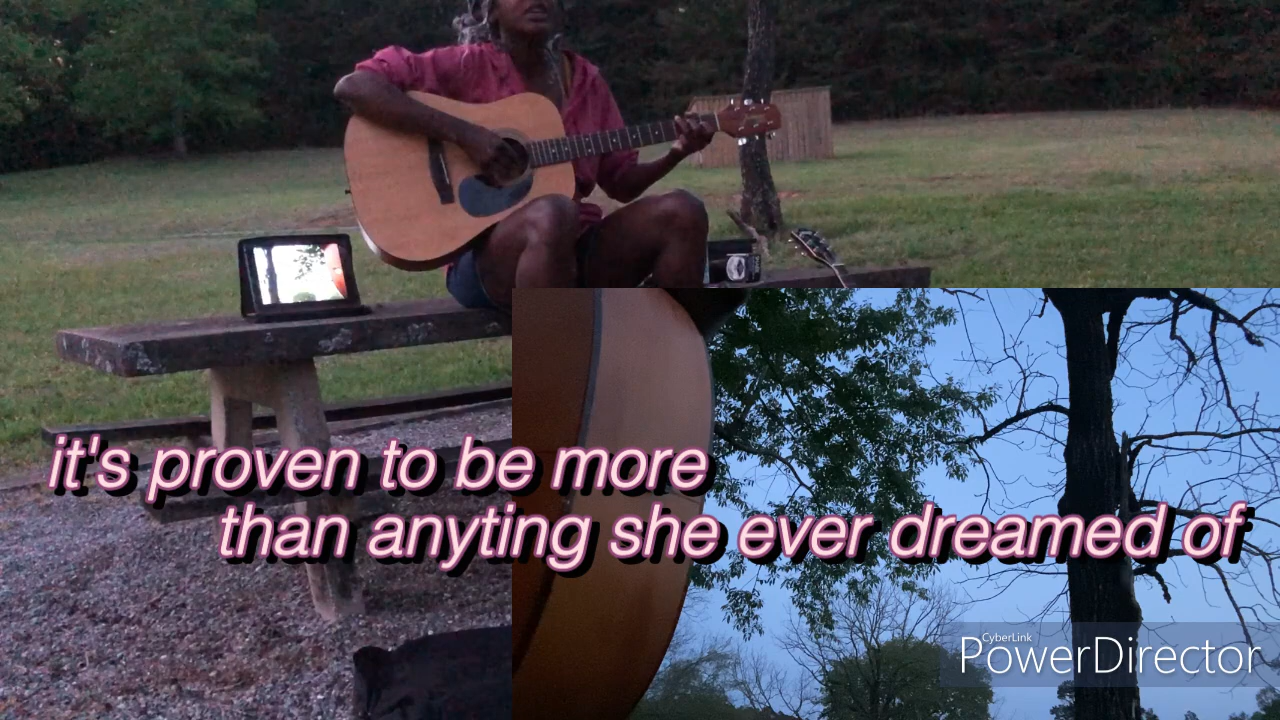 it's proven to be more
than anyting she ever dreamed of
CyberLink
PowerDirector